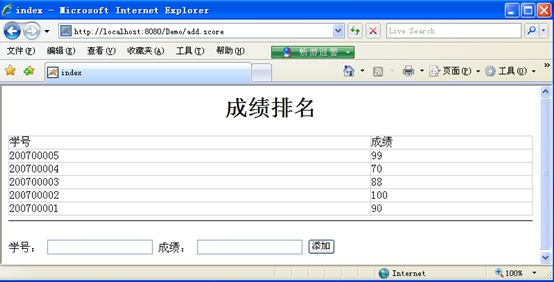 index - Microsoft Internet Explorer
http://localhost:8080/Demo/add.score
Live Search
文件(F) 编辑(E) 查看(V) 收藏夹(A) 工具(T) 帮助(H)
index 页面(P) 工具(O)
成绩排名
学号 成绩
200700005 99
200700004 70
200700003 88
200700002 100
200700001 90
学号： 成绩： 添加
Internet 100%